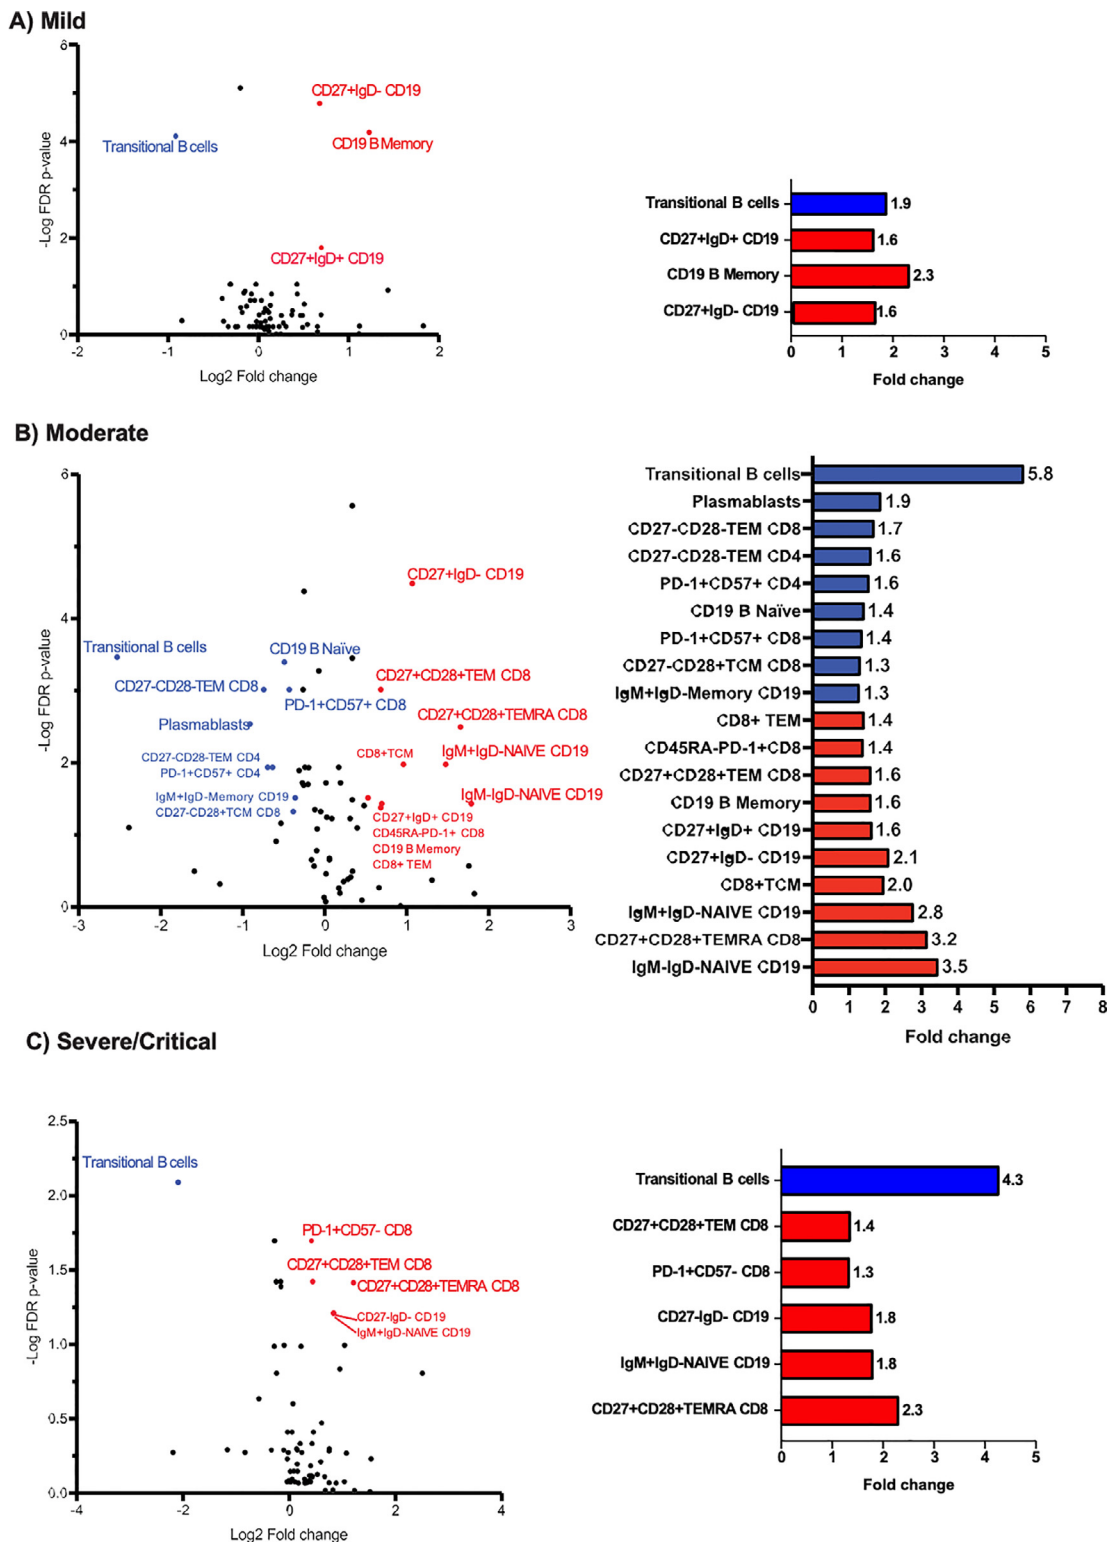 A) Mild
-Log FDR p-value
6
4
2
0
-2
-1
0
1
2
Log2 Fold change
CD27+IgD- CD19
Transitional B cells
CD19 B Memory
CD27+IgD+ CD19
Transitional B cells
1.9
CD27+IgD+ CD19
1.6
CD19 B Memory
2.3
CD27+IgD- CD19
1.6
0
1
2
3
4
5
Fold change
B) Moderate
-Log FDR p-value
6
4
2
0
-3
-2
-1
0
1
2
3
Log2 Fold change
CD27+IgD- CD19
Transitional B cells
CD19 B Naïve
CD27+CD28+TEM CD8
CD27-CD28-TEM CD8
PD-1+CD57+ CD8
CD27+CD28+TEMRA CD8
Plasmablasts
CD27-CD28-TEM CD4
PD-1+CD57+ CD4
CD8+TCM
IgM+IgD-NAIVE CD19
IgM+IgD-Memory CD19
CD27-CD28+TCM CD8
IgM-IgD-NAIVE CD19
CD27+IgD+ CD19
CD45RA-PD-1+ CD8
CD19 B Memory
CD8+ TEM
Transitional B cells
5.8
Plasmablasts
1.9
CD27-CD28-TEM CD8
1.7
CD27-CD28-TEM CD4
1.6
PD-1+CD57+ CD4
1.6
CD19 B Naïve
1.4
PD-1+CD57+ CD8
1.4
CD27-CD28+TCM CD8
1.3
IgM+IgD-Memory CD19
1.3
CD8+ TEM
1.4
CD45RA-PD-1+CD8
1.4
CD27+CD28+TEM CD8
1.6
CD19 B Memory
1.6
CD27+IgD+ CD19
1.6
CD27+IgD- CD19
2.1
CD8+TCM
2.0
IgM+IgD-NAIVE CD19
2.8
CD27+CD28+TEMRA CD8
3.2
IgM-IgD-NAIVE CD19
3.5
0
1
2
3
4
5
6
7
8
Fold change
C) Severe/Critical
-Log FDR p-value
2.5
2.0
1.5
1.0
0.5
0.0
-4
-2
0
2
4
Log2 Fold change
Transitional B cells
PD-1+CD57- CD8
CD27+CD28+TEM CD8
CD27+CD28+TEMRA CD8
CD27-IgD- CD19
IgM+IgD-NAIVE CD19
Transitional B cells
4.3
CD27+CD28+TEM CD8
1.4
PD-1+CD57- CD8
1.3
CD27-IgD- CD19
1.8
IgM+IgD-NAIVE CD19
1.8
CD27+CD28+TEMRA CD8
2.3
0
1
2
3
4
5
Fold change